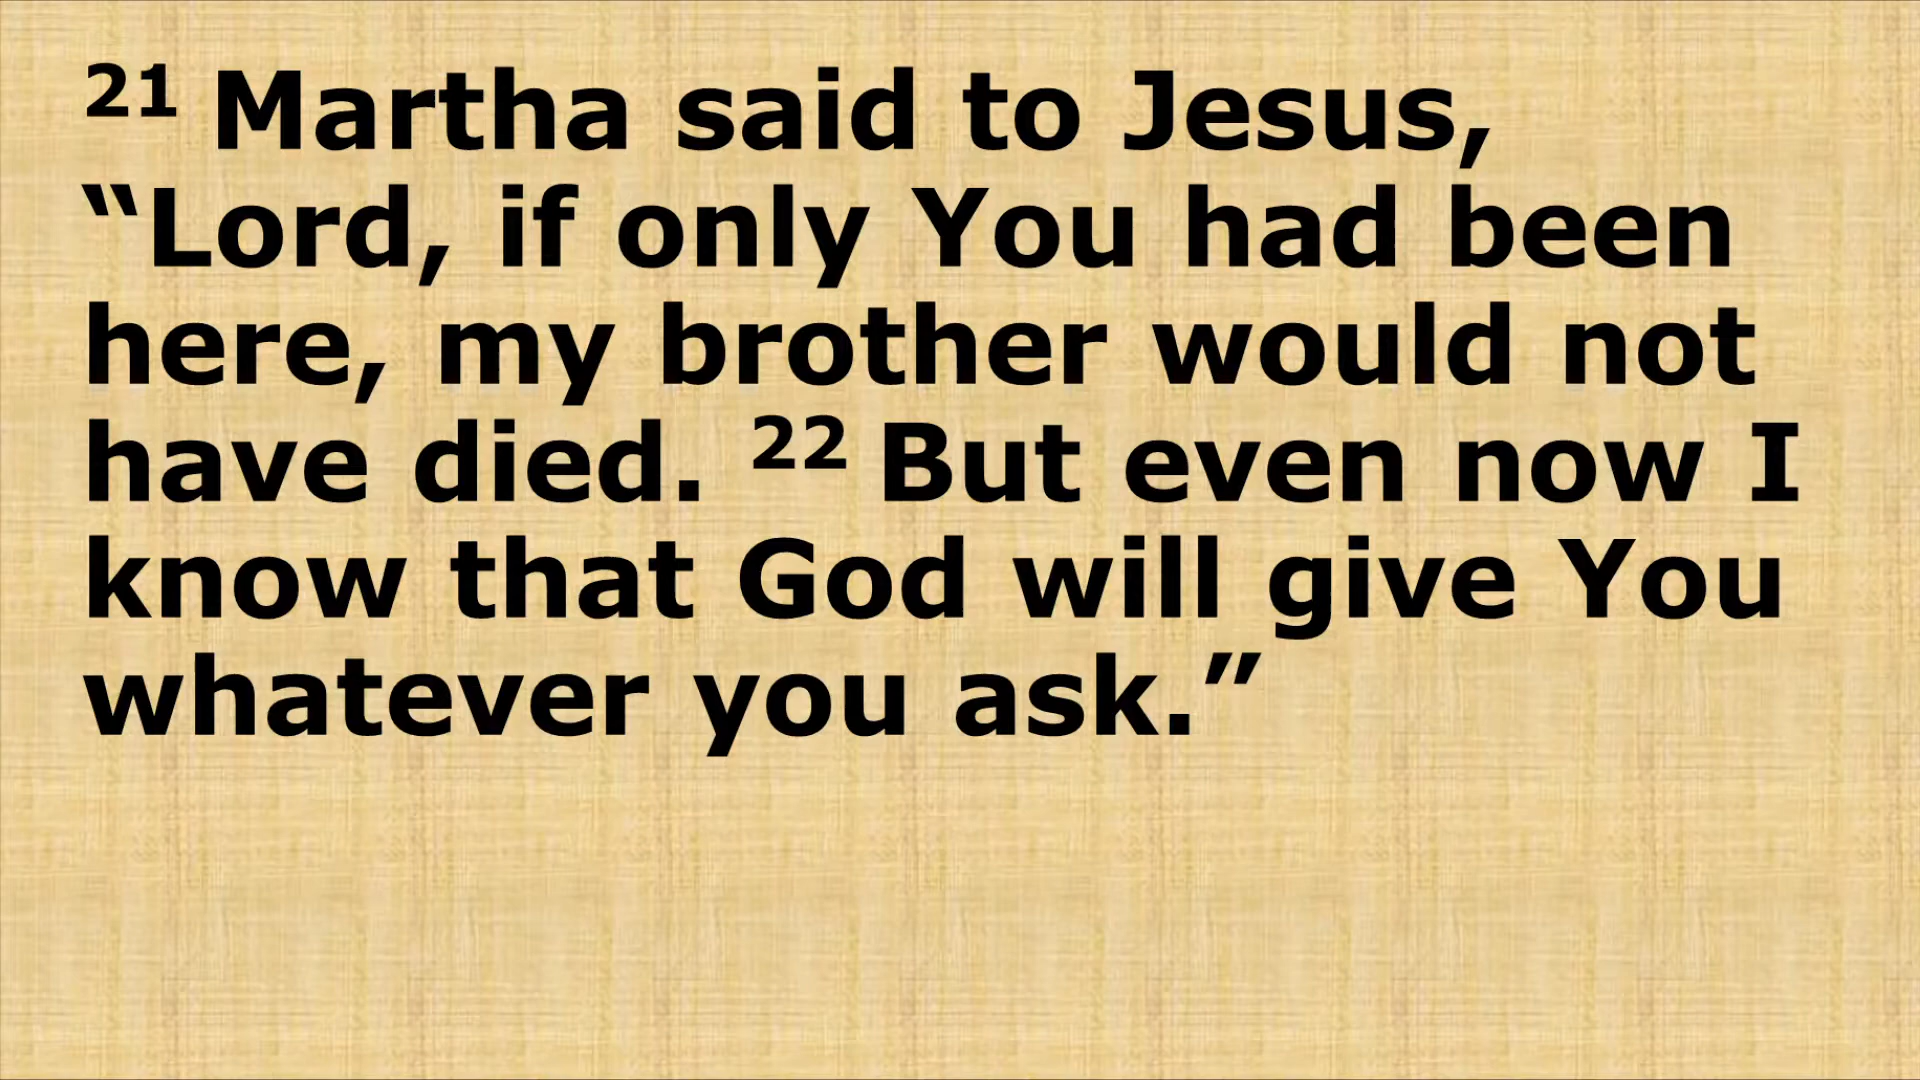 21 Martha said to Jesus,
“Lord, if only You had been
here, my brother would not
have died. 22 But even now I
know that God will give You
whatever you ask.”